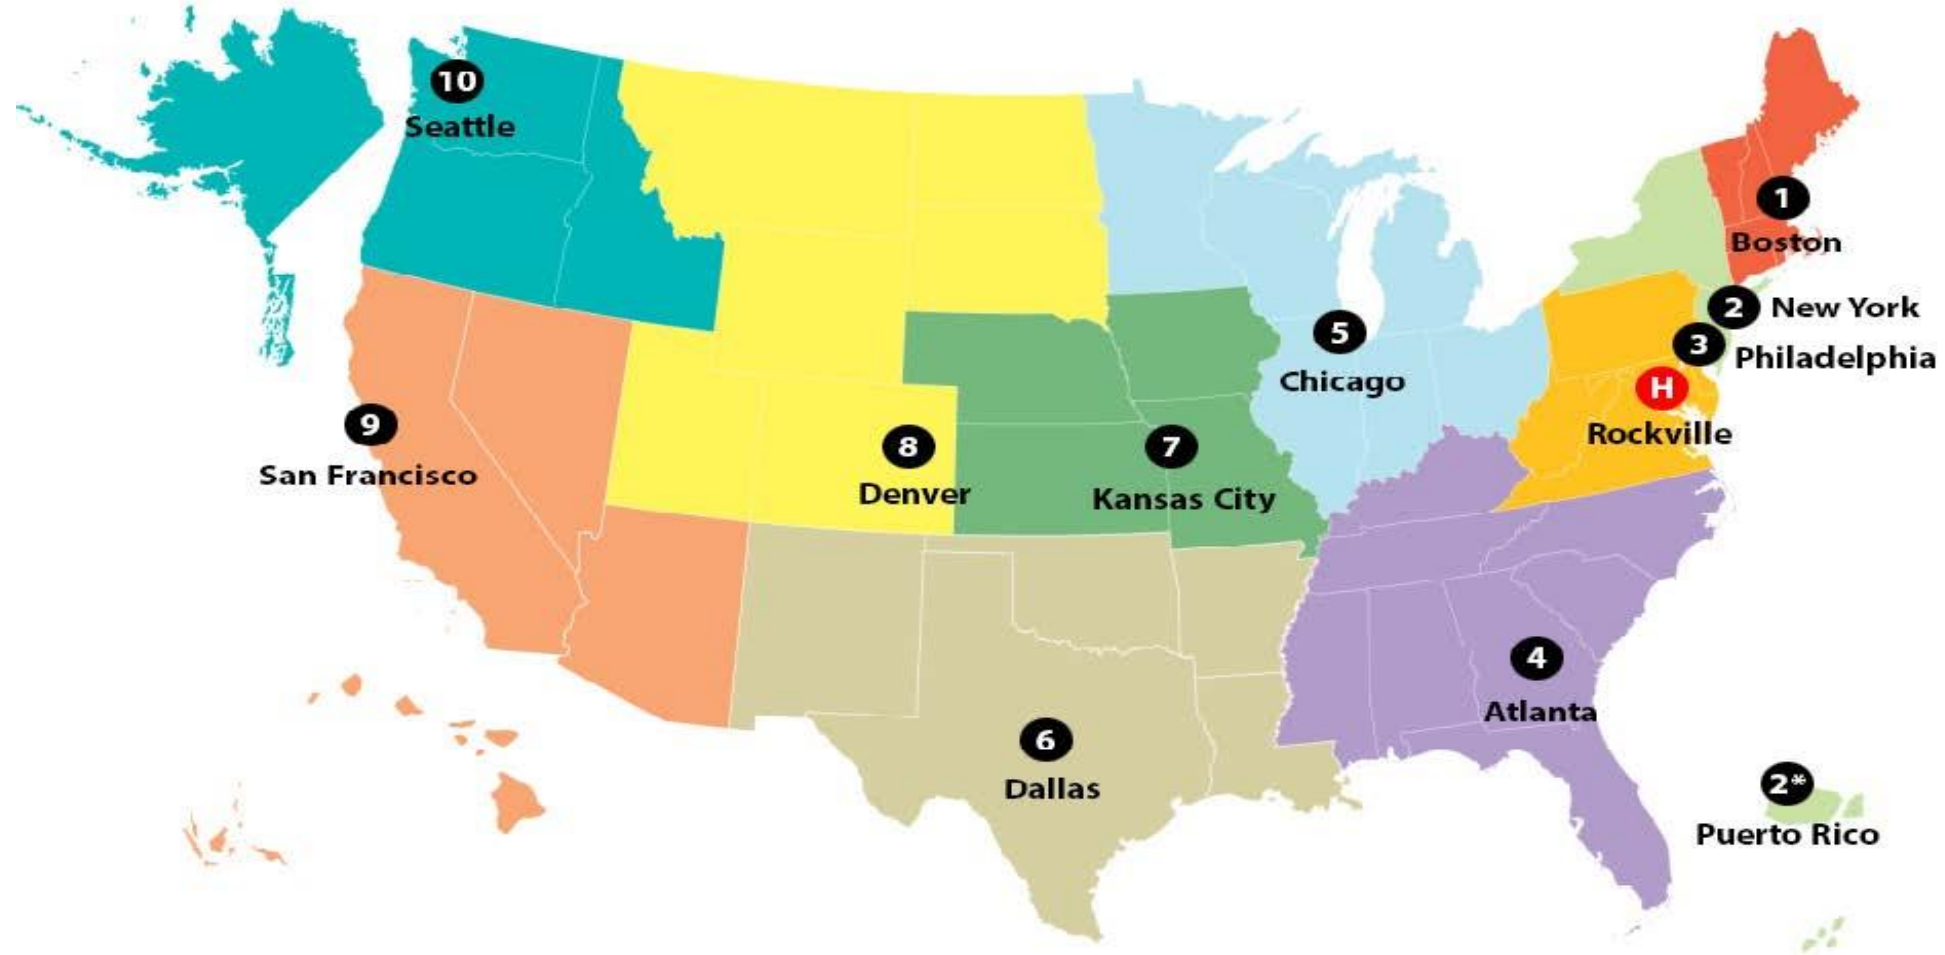 10
Seattle
1
Boston
2 New York
3
Philadelphia
5
Chicago
H
Rockville
9
San Francisco
8
Denver
7
Kansas City
4
Atlanta
6
Dallas
2*
Puerto Rico